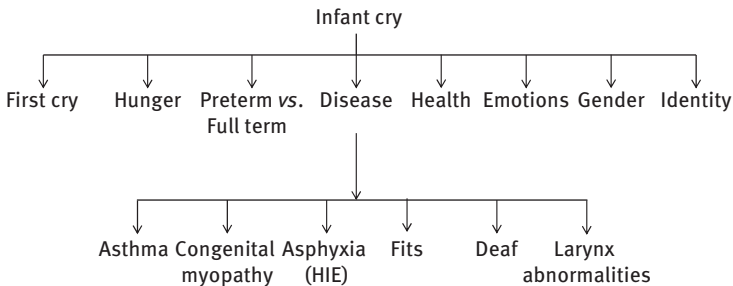 Infant cry
First cry Hunger Preterm vs. Disease Health Emotions Gender Identity
Full term
Asthma Congenital Asphyxia Fits Deaf Larynx
myopathy (HIE) abnormalities